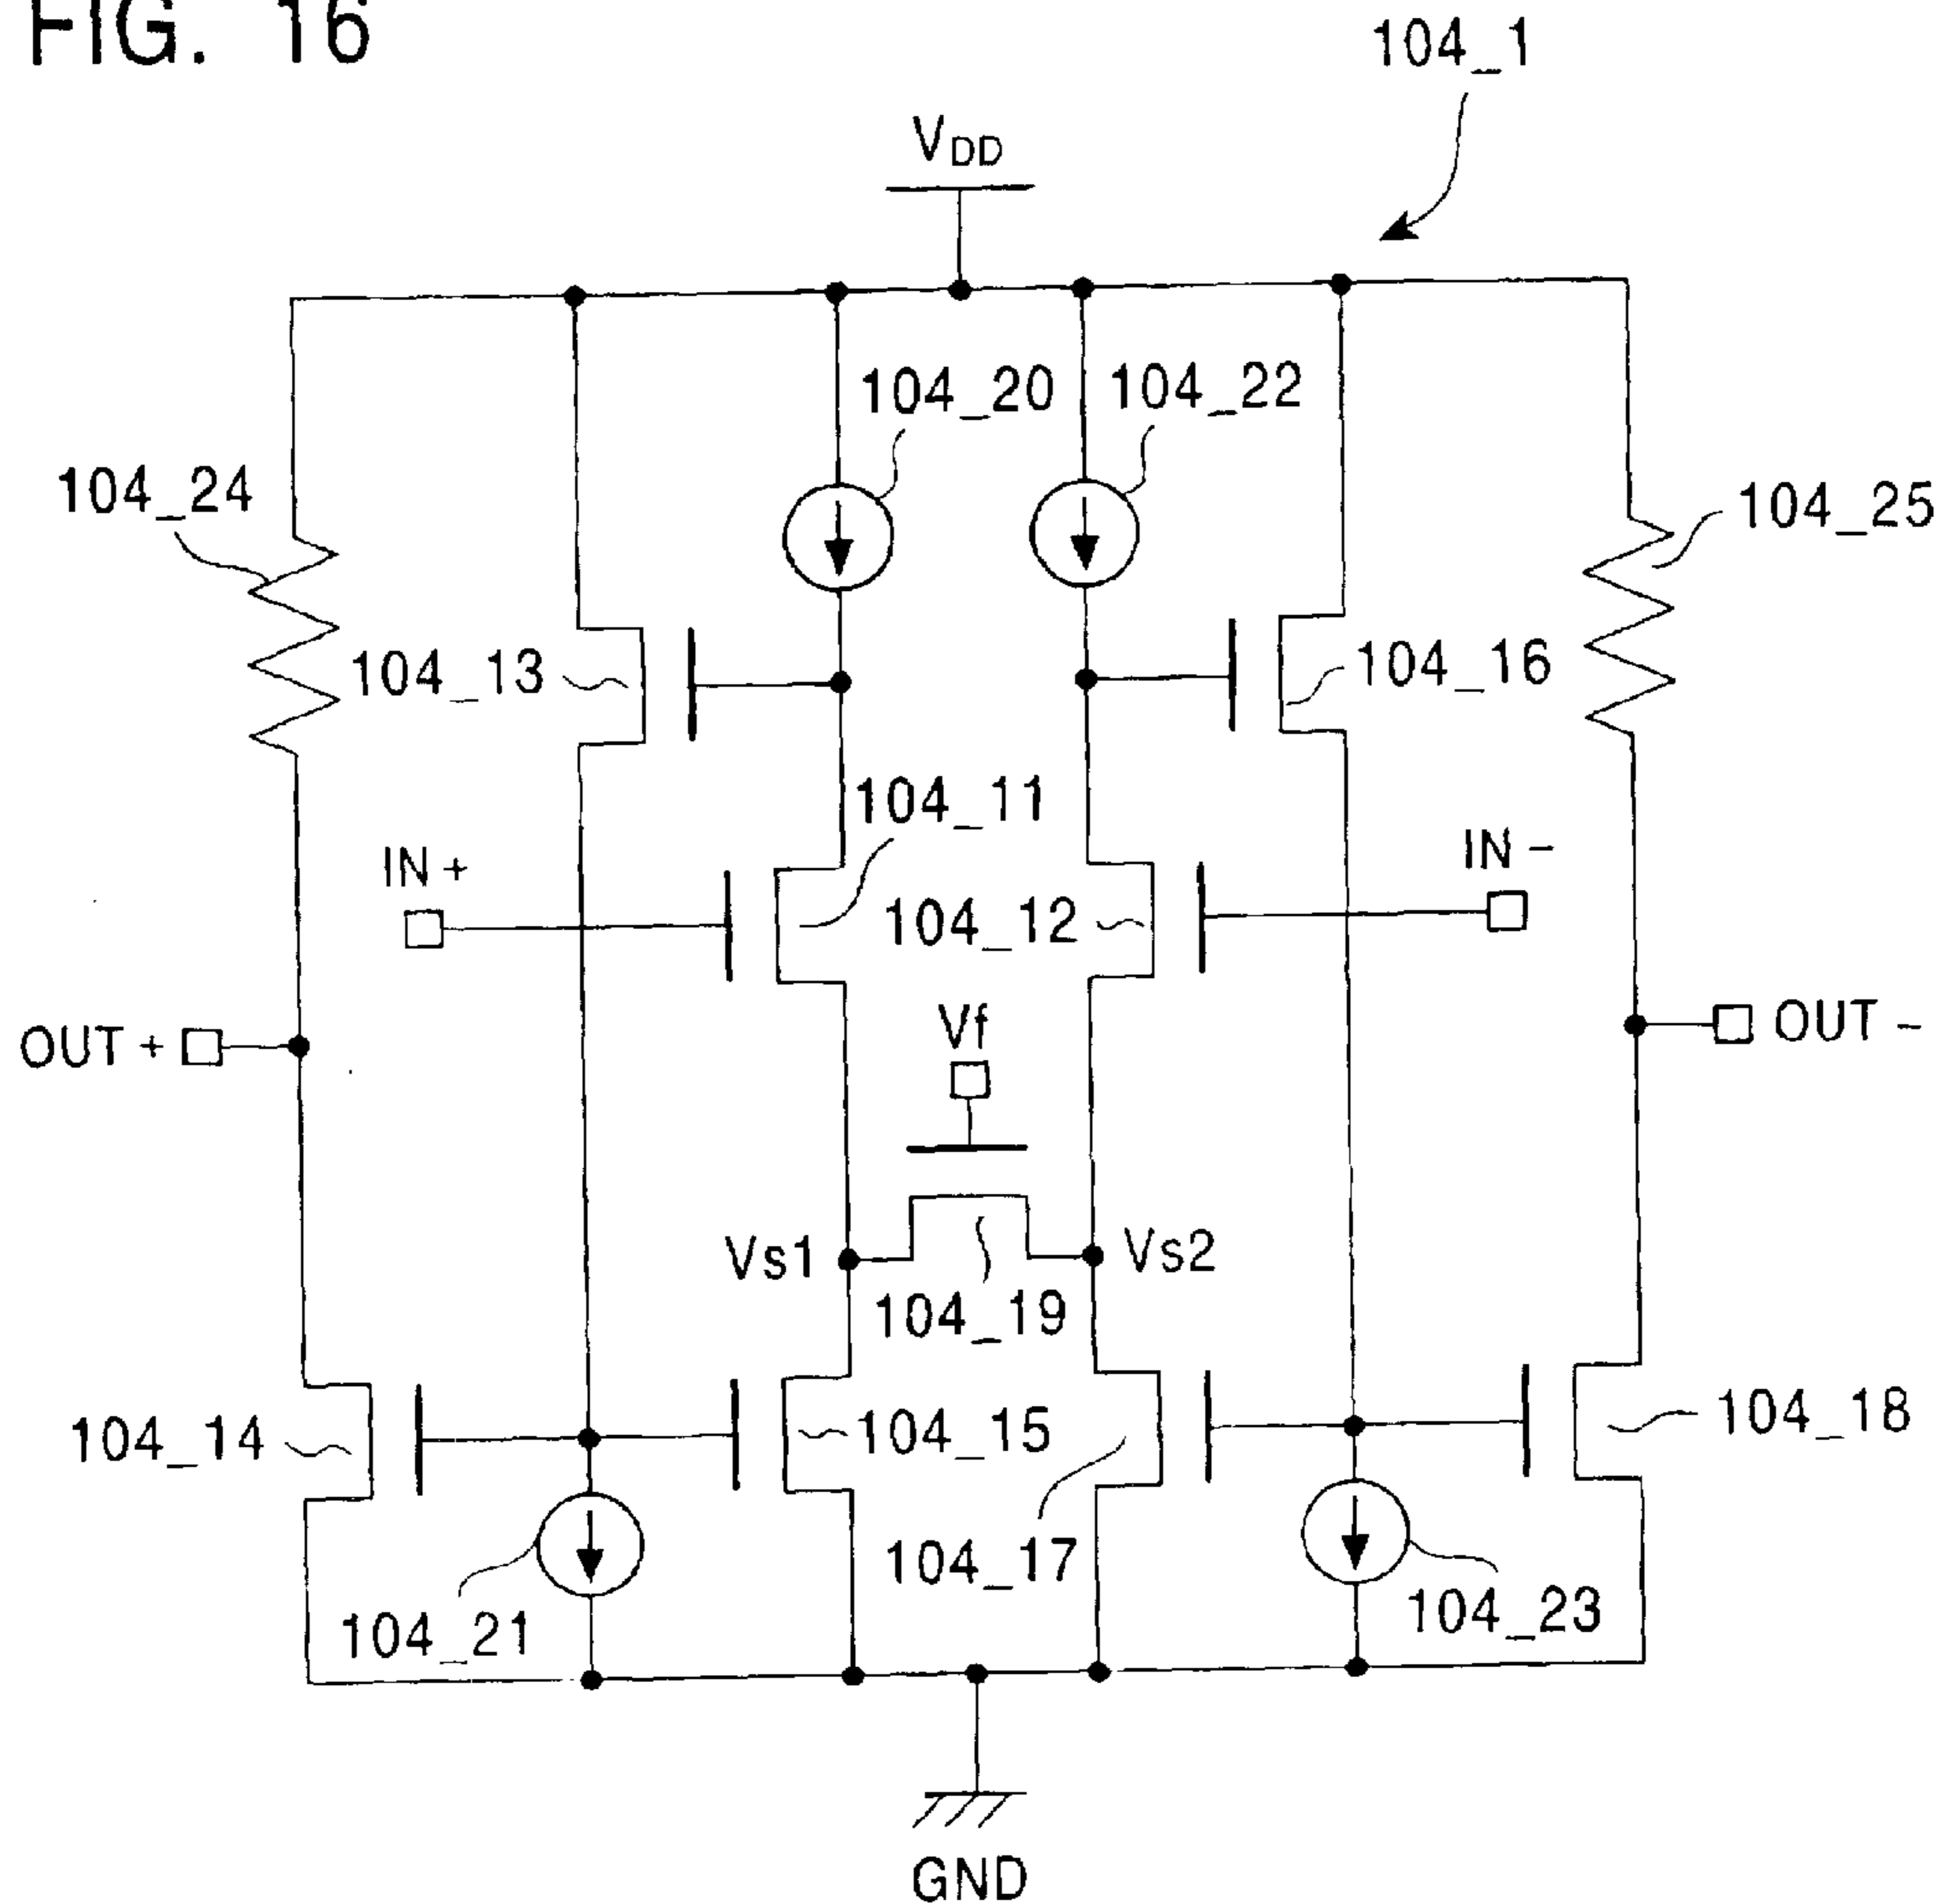 FIG. 16
104_1
VDD
104_20
104_22
104_24
104_25
104_13
104_16
104_11
IN +
IN -
104_12
Vf
OUT +
OUT -
Vs1
Vs2
104_19
104_14
104_15
104_18
104_17
104_21
104_23
GND